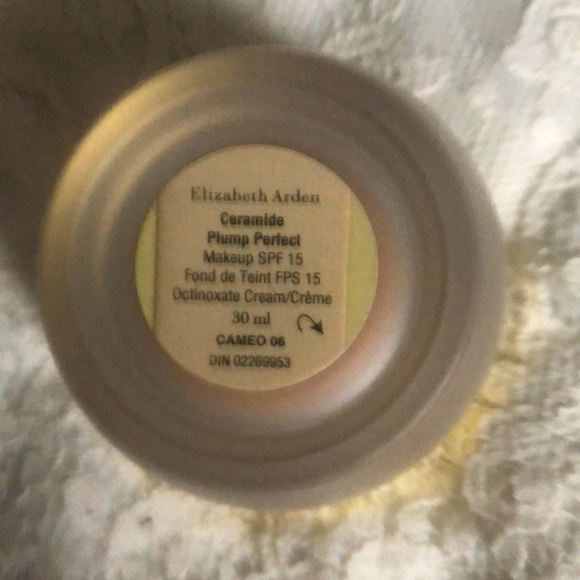 Elizabeth Arden
Ceramide
Plump Perfect
Makeup SPF 15
Fond de Teint FPS 15
Octinoxate Cream/Crème
30 ml
CAMEO 06
DIN 02269953